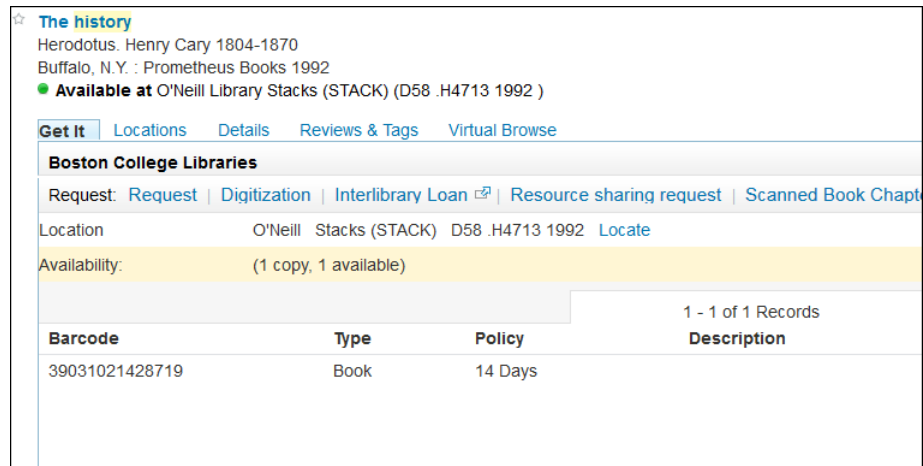 The history
Herodotus. Henry Cary 1804-1870
Buffalo, N.Y. : Prometheus Books 1992
Available at O'Neill Library Stacks (STACK) (D58 .H4713 1992 )
Get It Locations Details Reviews & Tags Virtual Browse
Boston College Libraries
Request: Request | Digitization | Interlibrary Loan | Resource sharing request | Scanned Book Chapt
Location O'Neill Stacks (STACK) D58 .H4713 1992 Locate
Availability: (1 copy, 1 available)
1 - 1 of 1 Records
Barcode Type Policy Description
39031021428719 Book 14 Days